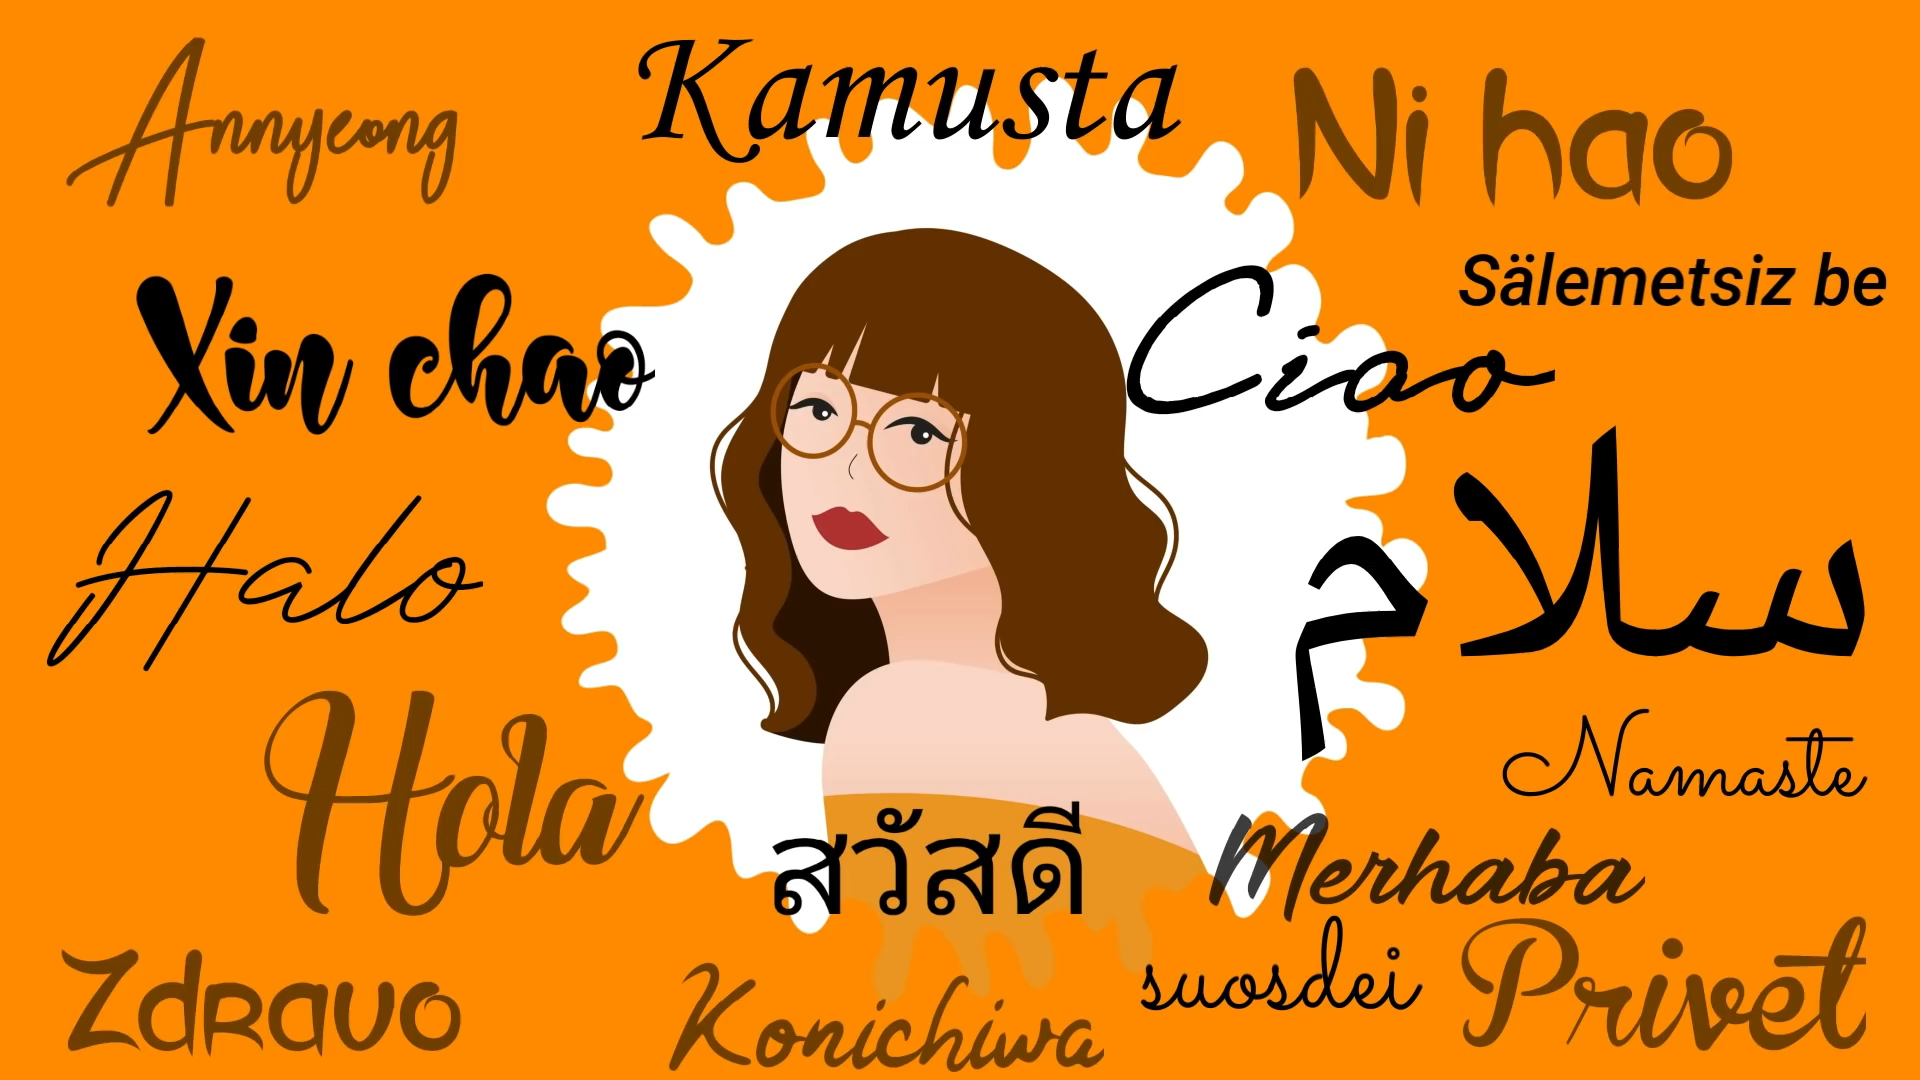 Annyeong
Kamusta
Ni hao
Sälemetsiz be
Xin chao
Ciao
سلام
Halo
Hola
Namaste
สวัสดี
Merhaba
suosdei
Privet
Zdravo
Konichiwa